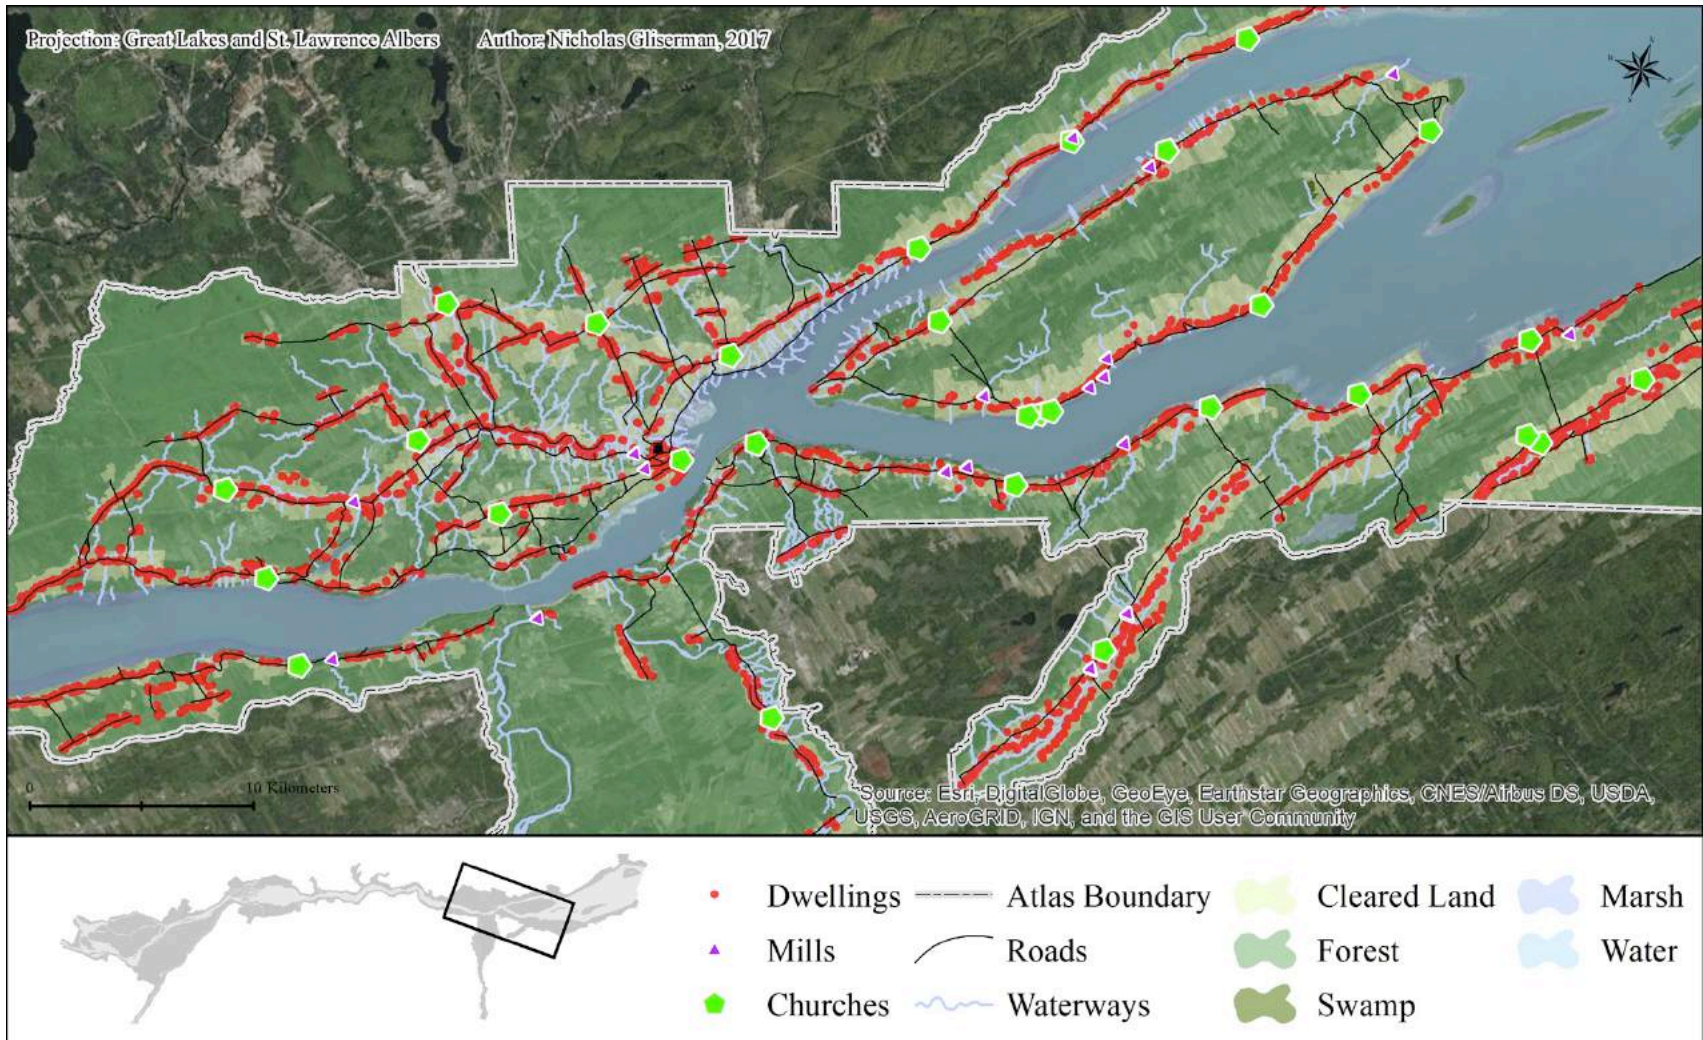 Projection: Great Lakes and St. Lawrence Albers Author: Nicholas Gliserman, 2017
0 10 Kilometers
Source: Esri, DigitalGlobe, GeoEye, Earthstar Geographics, CNES/Airbus DS, USDA,
USGS, AeroGRID, IGN, and the GIS User Community
Dwellings Atlas Boundary Cleared Land Marsh
Mills Roads Forest Water
Churches Waterways Swamp